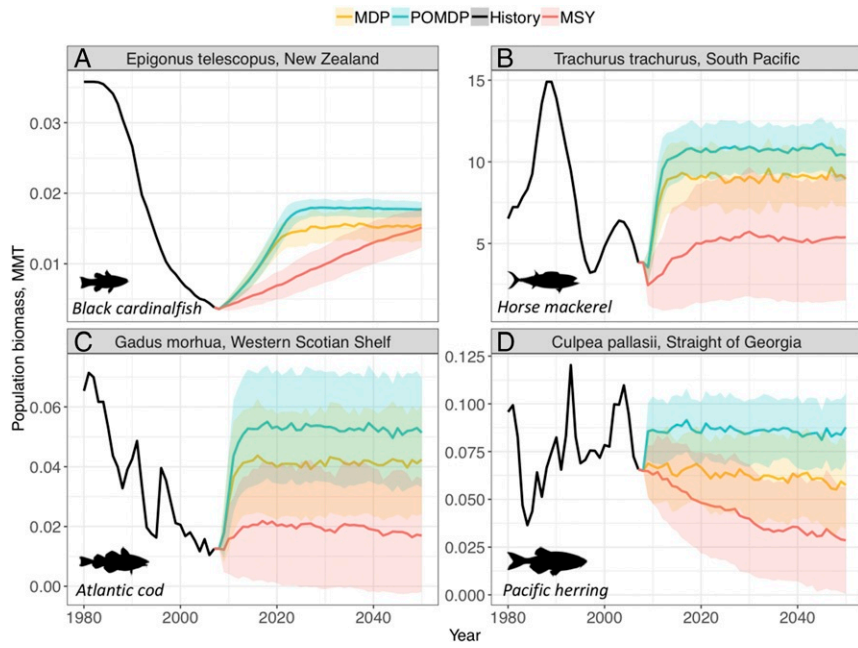 MDP POMDP History MSY
A Epigonus telescopus, New Zealand
B Trachurus trachurus, South Pacific
0.03
0.02
0.01
Black cardinalfish
15
10
5
Horse mackerel
Population biomass, MMT
C Gadus morhua, Western Scotian Shelf
D Culpea pallasii, Straight of Georgia
0.06
0.04
0.02
0.00
Atlantic cod
0.125
0.100
0.075
0.050
0.025
0.000
Pacific herring
1980 2000 2020 2040
1980 2000 2020 2040
Year